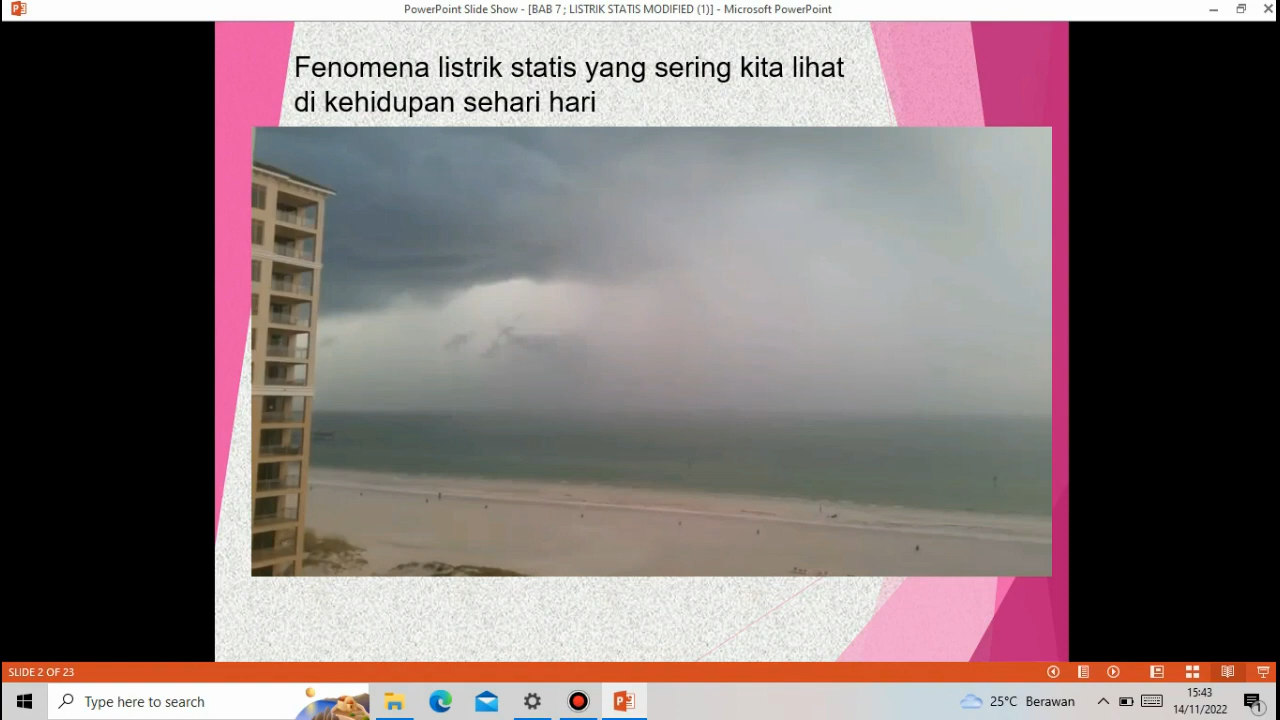 PowerPoint Slide Show - [BAB 7 ; LISTRIK STATIS MODIFIED (1)] - Microsoft PowerPoint
Fenomena listrik statis yang sering kita lihat
di kehidupan sehari hari
SLIDE 2 OF 23
Type here to search
25°C Berawan
15:43
14/11/2022
1